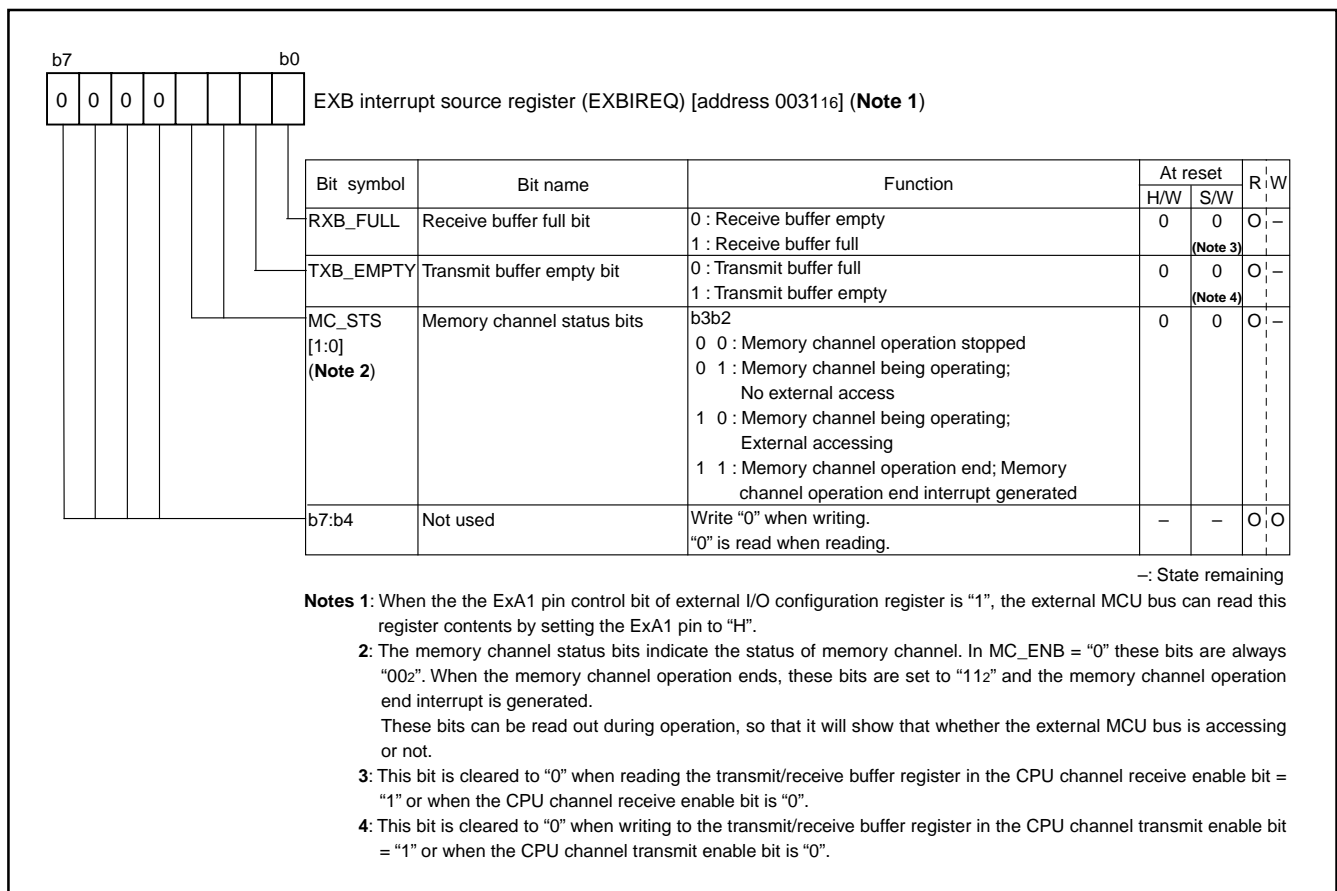 b7 b0
0 0 0 0 EXB interrupt source register (EXBIREQ) [address 003116] (Note 1)
Bit symbol Bit name Function At reset R W
H/W S/W
RXB_FULL Receive buffer full bit 0 : Receive buffer empty 0 0 O –
1 : Receive buffer full (Note 3)
TXB_EMPTY Transmit buffer empty bit 0 : Transmit buffer full 0 0 O –
1 : Transmit buffer empty (Note 4)
MC_STS Memory channel status bits b3b2 0 0 O –
[1:0] 0 0 : Memory channel operation stopped
(Note 2) 0 1 : Memory channel being operating;
No external access
1 0 : Memory channel being operating;
External accessing
1 1 : Memory channel operation end; Memory
channel operation end interrupt generated
b7:b4 Not used Write “0” when writing. – – O O
“0” is read when reading.
–: State remaining
Notes 1: When the the ExA1 pin control bit of external I/O configuration register is “1”, the external MCU bus can read this
register contents by setting the ExA1 pin to “H”.
2: The memory channel status bits indicate the status of memory channel. In MC_ENB = “0” these bits are always
“002”. When the memory channel operation ends, these bits are set to “112” and the memory channel operation
end interrupt is generated.
These bits can be read out during operation, so that it will show that whether the external MCU bus is accessing
or not.
3: This bit is cleared to “0” when reading the transmit/receive buffer register in the CPU channel receive enable bit =
“1” or when the CPU channel receive enable bit is “0”.
4: This bit is cleared to “0” when writing to the transmit/receive buffer register in the CPU channel transmit enable bit
= “1” or when the CPU channel transmit enable bit is “0”.